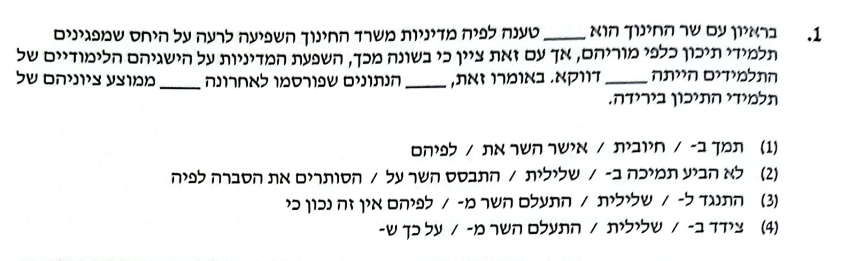 1. בראיון עם שר החינוך הוא _____ טענה לפיה מדיניות משרד החינוך השפיעה לרעה על היחס שמפגינים
תלמידי תיכון כלפי מוריהם, אך עם זאת ציין כי בשונה מכך, השפעת המדיניות על הישגיהם הלימודיים של
התלמידים הייתה _____ דווקא. באומרו זאת, _____ הנתונים שפורסמו לאחרונה _____ ממוצע ציוניהם של
תלמידי התיכון בירידה.
(1) תמך ב- / חיובית / אישר השר את / לפיהם
(2) לא הביע תמיכה ב- / שלילית / התבסס השר על / הסותרים את הסברה לפיה
(3) התנגד ל- / שלילית / התעלם השר מ- / לפיהם אין זה נכון כי
(4) צידד ב- / שלילית / התעלם השר מ- / על כך ש-